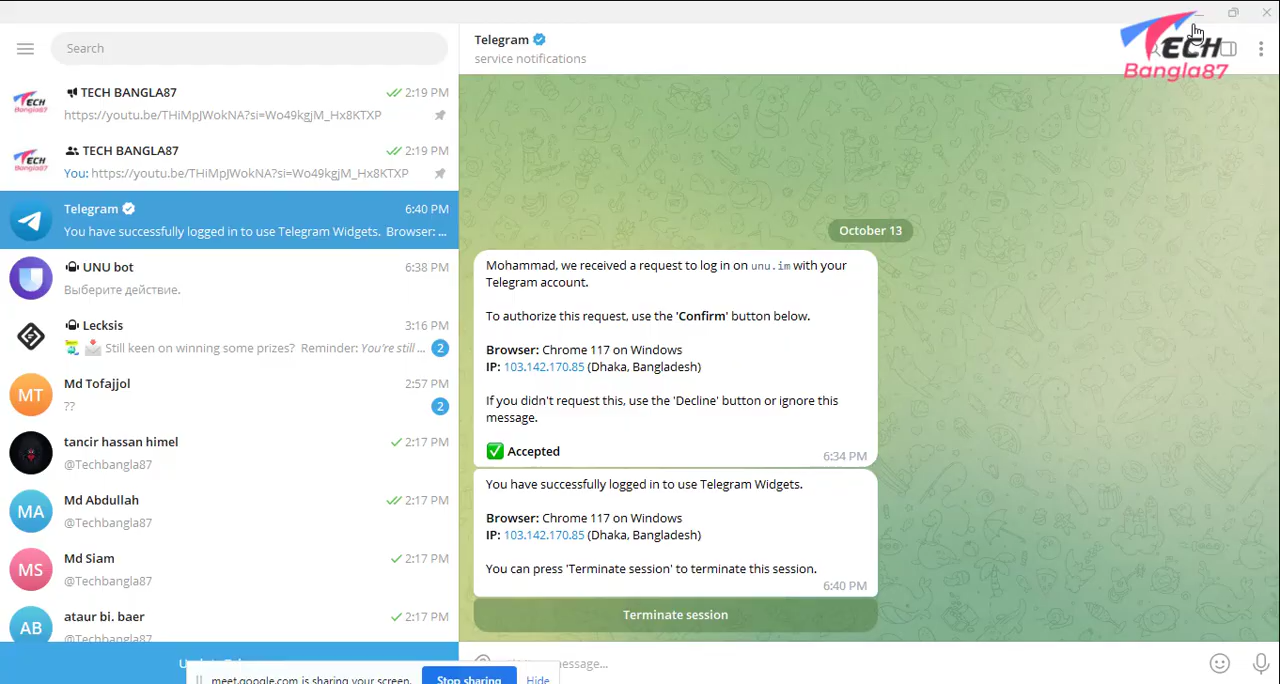 Search
TECH BANGLA87
2:19 PM
https://youtu.be/THiMpJWokNA?si=Wo49kgjM_Hx8KTXP
TECH BANGLA87
2:19 PM
You: https://youtu.be/THiMpJWokNA?si=Wo49kgjM_Hx8KTXP
Telegram
6:40 PM
You have successfully logged in to use Telegram Widgets. Browser: ...
UNU bot
6:38 PM
Выберите действие.
Lecksis
3:16 PM
Still keen on winning some prizes? Reminder: You're still ...
2
MT
Md Tofajjol
2:57 PM
??
2
tancir hassan himel
2:17 PM
@Techbangla87
MA
Md Abdullah
2:17 PM
@Techbangla87
MS
Md Siam
2:17 PM
@Techbangla87
AB
ataur bi. baer
2:17 PM
@Techbangla87
Telegram
service notifications
TECH
Bangla87
October 13
Mohammad, we received a request to log in on unu.im with your
Telegram account.
To authorize this request, use the 'Confirm' button below.
Browser: Chrome 117 on Windows
IP: 103.142.170.85 (Dhaka, Bangladesh)
If you didn't request this, use the 'Decline' button or ignore this
message.
Accepted
6:34 PM
You have successfully logged in to use Telegram Widgets.
Browser: Chrome 117 on Windows
IP: 103.142.170.85 (Dhaka, Bangladesh)
You can press 'Terminate session' to terminate this session.
6:40 PM
Terminate session
message...
meet.google.com is sharing your screen.
Stop sharing
Hide